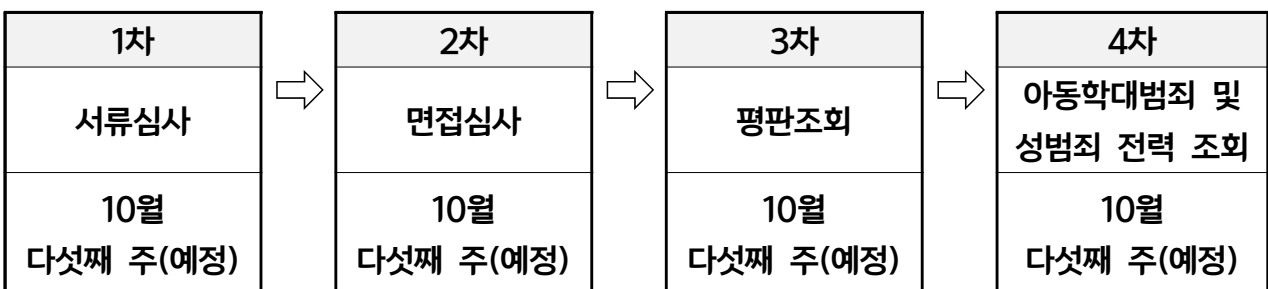 1차
서류심사
10월
다섯째 주(예정)
2차
면접심사
10월
다섯째 주(예정)
3차
평판조회
10월
다섯째 주(예정)
4차
아동학대범죄 및
성범죄 전력 조회
10월
다섯째 주(예정)